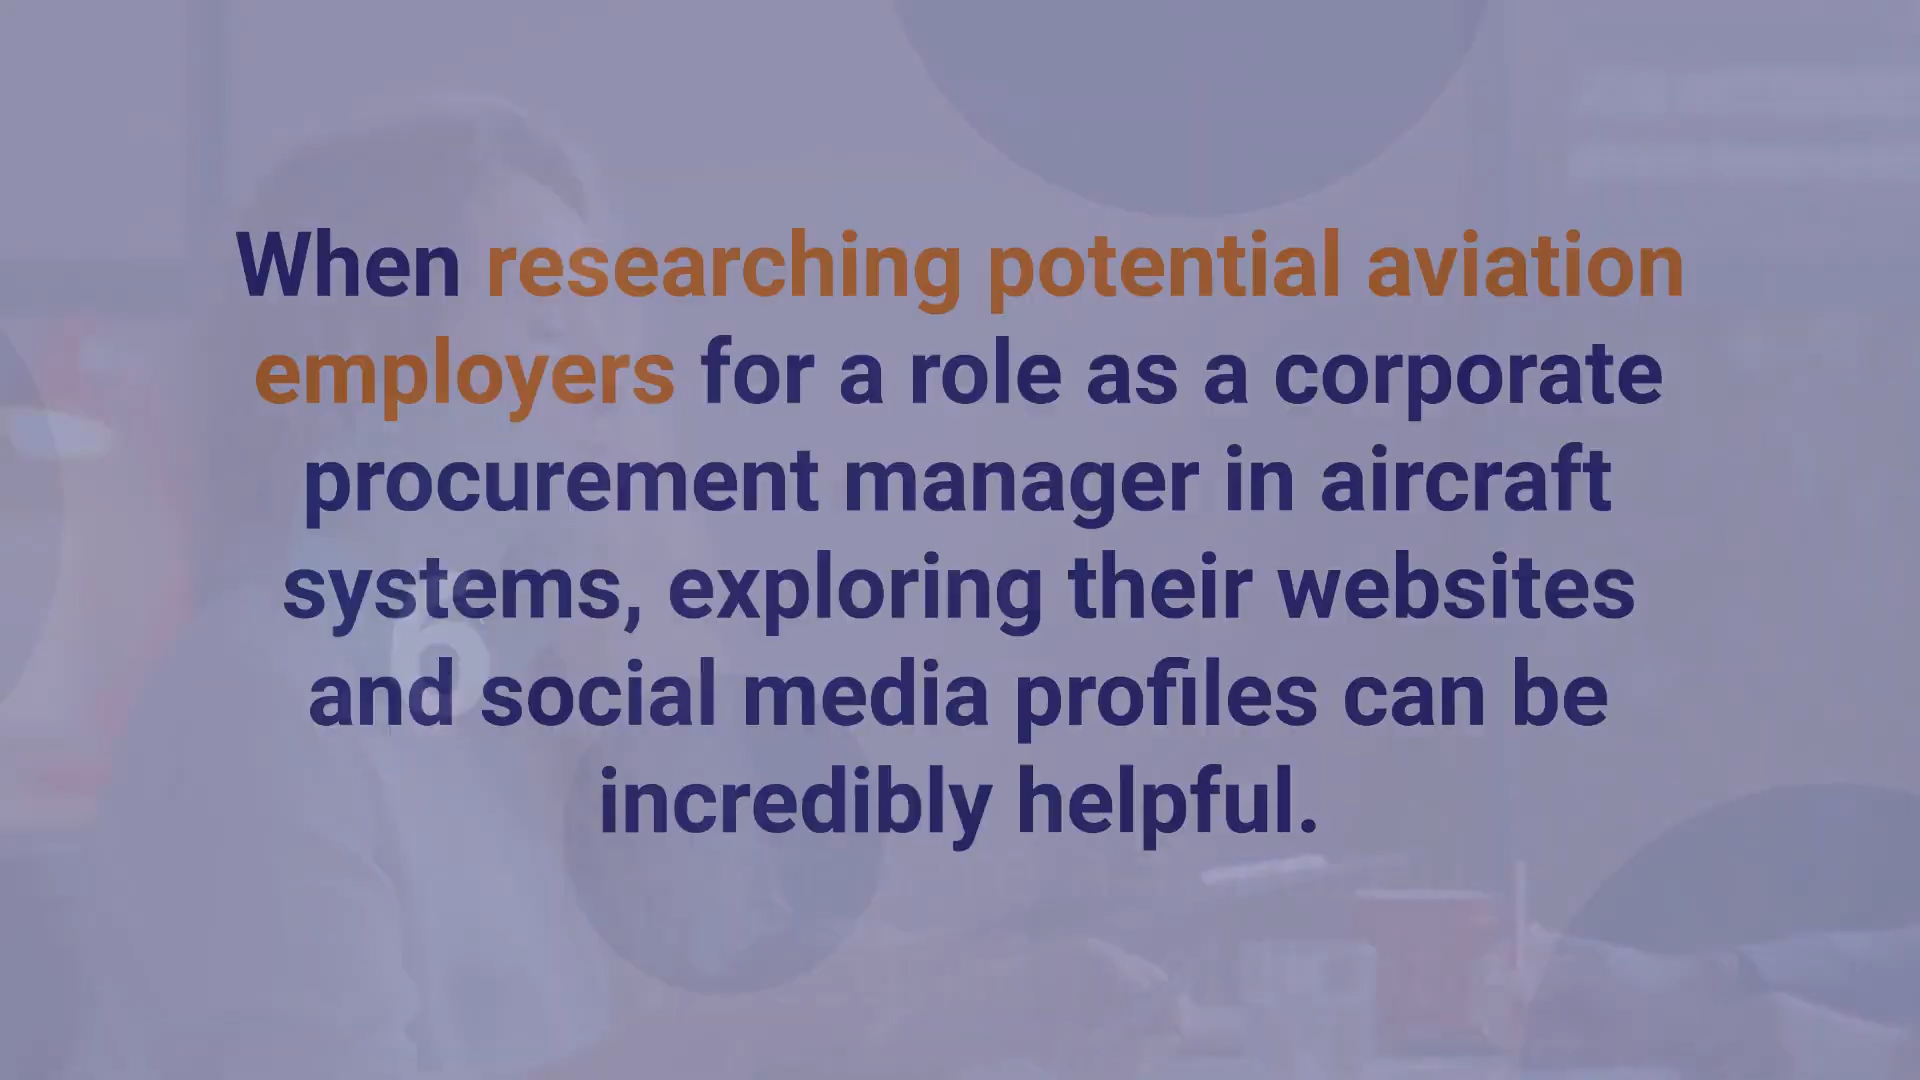 When researching potential aviation
employers for a role as a corporate
procurement manager in aircraft
systems, exploring their websites
and social media profiles can be
incredibly helpful.